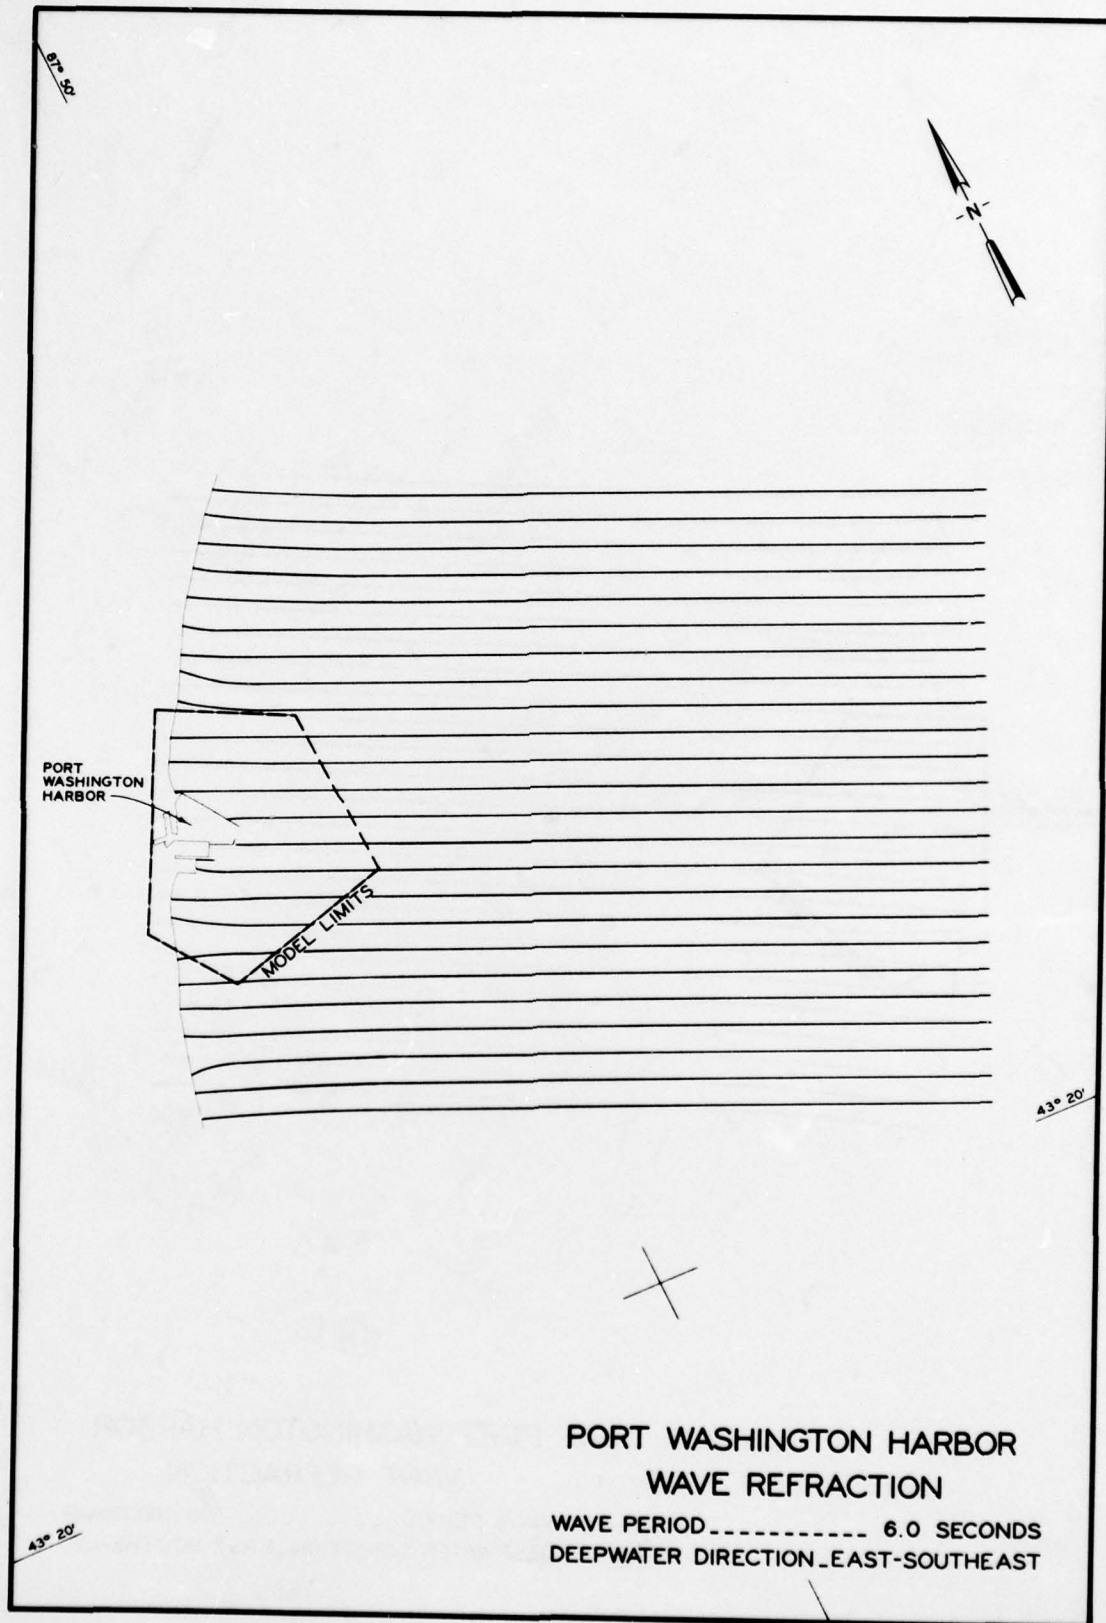 87° 50'
N
PORT
WASHINGTON
HARBOR
MODEL LIMITS
43° 20'
PORT WASHINGTON HARBOR
WAVE REFRACTION
WAVE PERIOD____________ 6.0 SECONDS
DEEPWATER DIRECTION_EAST-SOUTHEAST
43° 20'